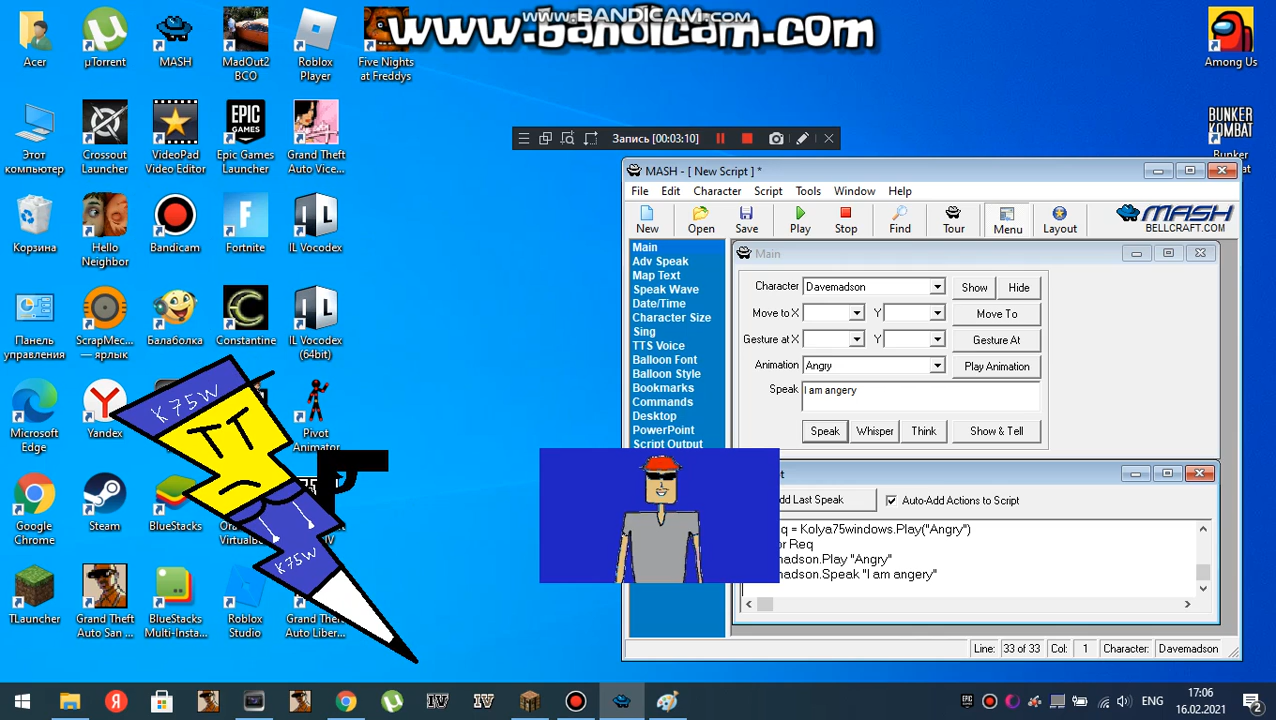 www.BANDICAM.com
www.bandicam.com
Acer
µTorrent
MASH
MadOut2
BCO
Roblox
Player
Five Nights
at Freddys
Among Us
Этот
компьютер
Crossout
Launcher
VideoPad
Video Editor
EPIC
GAMES
Epic Games
Launcher
Grand Theft
Auto Vice...
BUNKER
KOMBAT
Bunker
Запись [00:03:10]
Корзина
Hello
Neighbor
Bandicam
Fortnite
IL Vocodex
Панель
управления
ScrapMec...
— ярлык
Балаболка
Constantine
IL Vocodex
(64bit)
Microsoft
Edge
Yandex
Pivot
Animator
K75W
K75W
Google
Chrome
Steam
BlueStacks
TLauncher
Grand Theft
Auto San ...
BlueStacks
Multi-Insta...
Roblox
Studio
Grand Thef
Auto Liber...
MASH - [ New Script ] *
File Edit Character Script Tools Window Help
New Open Save Play Stop Find Tour Menu Layout
MASH
BELLCRAFT.COM
Main
Adv Speak
Map Text
Speak Wave
Date/Time
Character Size
Sing
TTS Voice
Balloon Font
Balloon Style
Bookmarks
Commands
Desktop
PowerPoint
Script Output
Main
Character Davemadson Show Hide
Move to X Y Move To
Gesture at X Y Gesture At
Animation Angry Play Animation
Speak I am angery
Speak Whisper Think Show & Tell
Last Speak Auto-Add Actions to Script
= Kolya75windows.Play("Angry")
Req
.Play "Angry"
.Speak "I am angery"
Line: 33 of 33 Col: 1 Character: Davemadson
ENG
17:06
16.02.2021
2